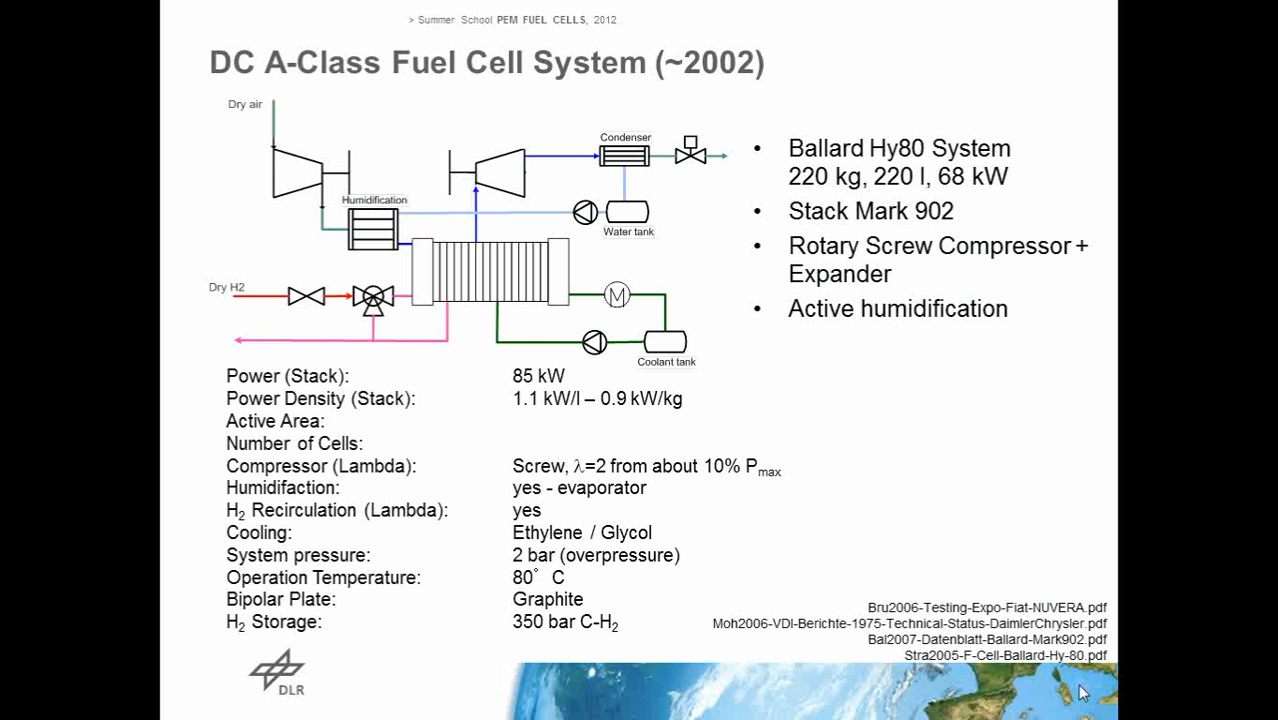 > Summer School PEM FUEL CELLS, 2012
DC A-Class Fuel Cell System (~2002)
Dry air
Condenser
Humidification
Water tank
Dry H2
M
Coolant tank
• Ballard Hy80 System
220 kg, 220 l, 68 kW
• Stack Mark 902
• Rotary Screw Compressor +
Expander
• Active humidification
Power (Stack): 85 kW
Power Density (Stack): 1.1 kW/l – 0.9 kW/kg
Active Area:
Number of Cells:
Compressor (Lambda): Screw, λ=2 from about 10% Pmax
Humidifaction: yes - evaporator
H2 Recirculation (Lambda): yes
Cooling: Ethylene / Glycol
System pressure: 2 bar (overpressure)
Operation Temperature: 80° C
Bipolar Plate: Graphite
H2 Storage: 350 bar C-H2
Bru2006-Testing-Expo-Fiat-NUVERA.pdf
Moh2006-VDI-Berichte-1975-Technical-Status-DaimlerChrysler.pdf
Bal2007-Datenblatt-Ballard-Mark902.pdf
Stra2005-F-Cell-Ballard-Hy-80.pdf
DLR